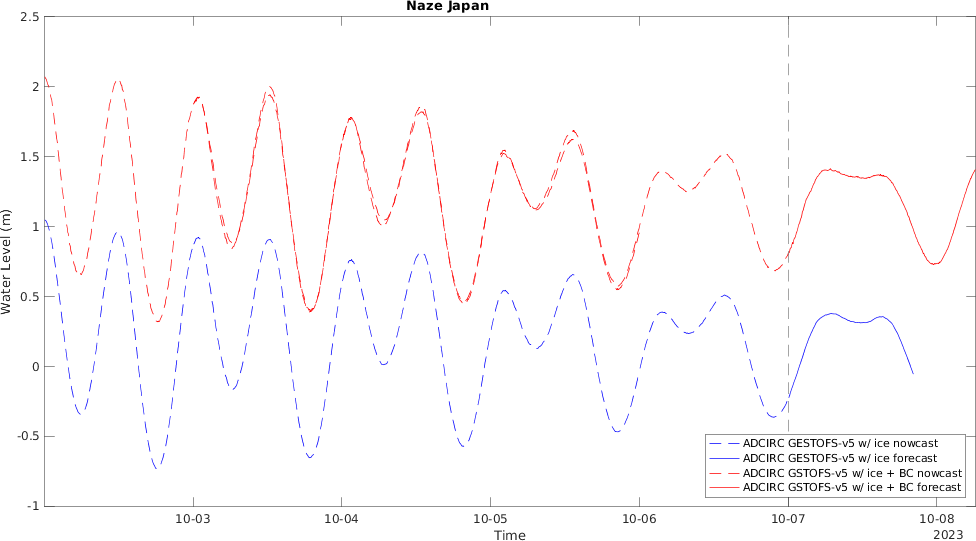 Naze Japan
2.5
2
1.5
1
0.5
0
-0.5
-1
Water Level (m)
ADCIRC GESTOFS-v5 w/ ice nowcast
ADCIRC GESTOFS-v5 w/ ice forecast
ADCIRC GSTOFS-v5 w/ ice + BC nowcast
ADCIRC GSTOFS-v5 w/ ice + BC forecast
10-03 10-04 10-05 10-06 10-07 10-08
Time
2023